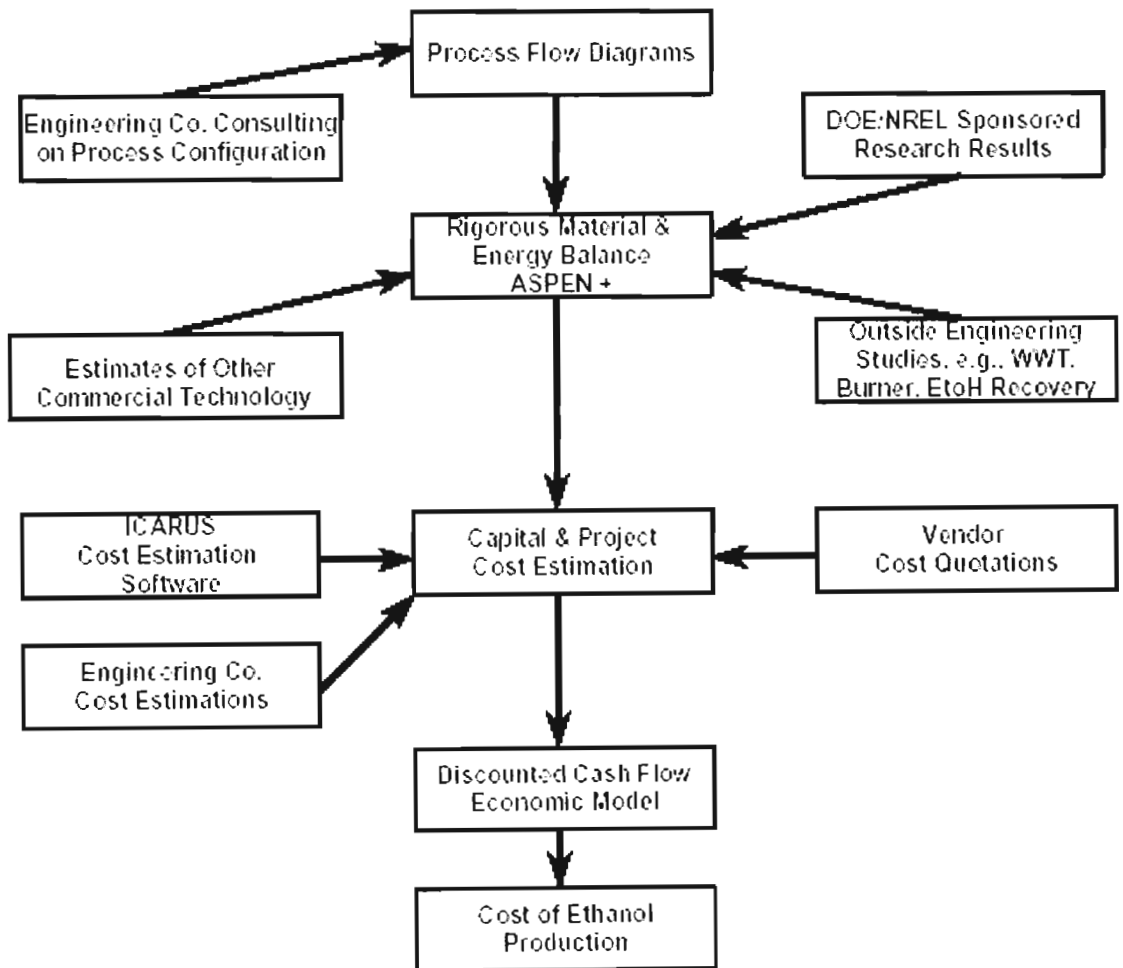 Process Flow Diagrams
Engineering Co. Consulting
on Process Configuration
DOE:NREL Sponsored
Research Results
Rigorous Material &
Energy Balance
ASPEN +
Estimates of Other
Commercial Technology
Outside Engineering
Studies, e.g., WWT,
Burner, EtoH Recovery
ICARUS
Cost Estimation
Software
Capital & Project
Cost Estimation
Vendor
Cost Quotations
Engineering Co.
Cost Estimations
Discounted Cash Flow
Economic Model
Cost of Ethanol
Production